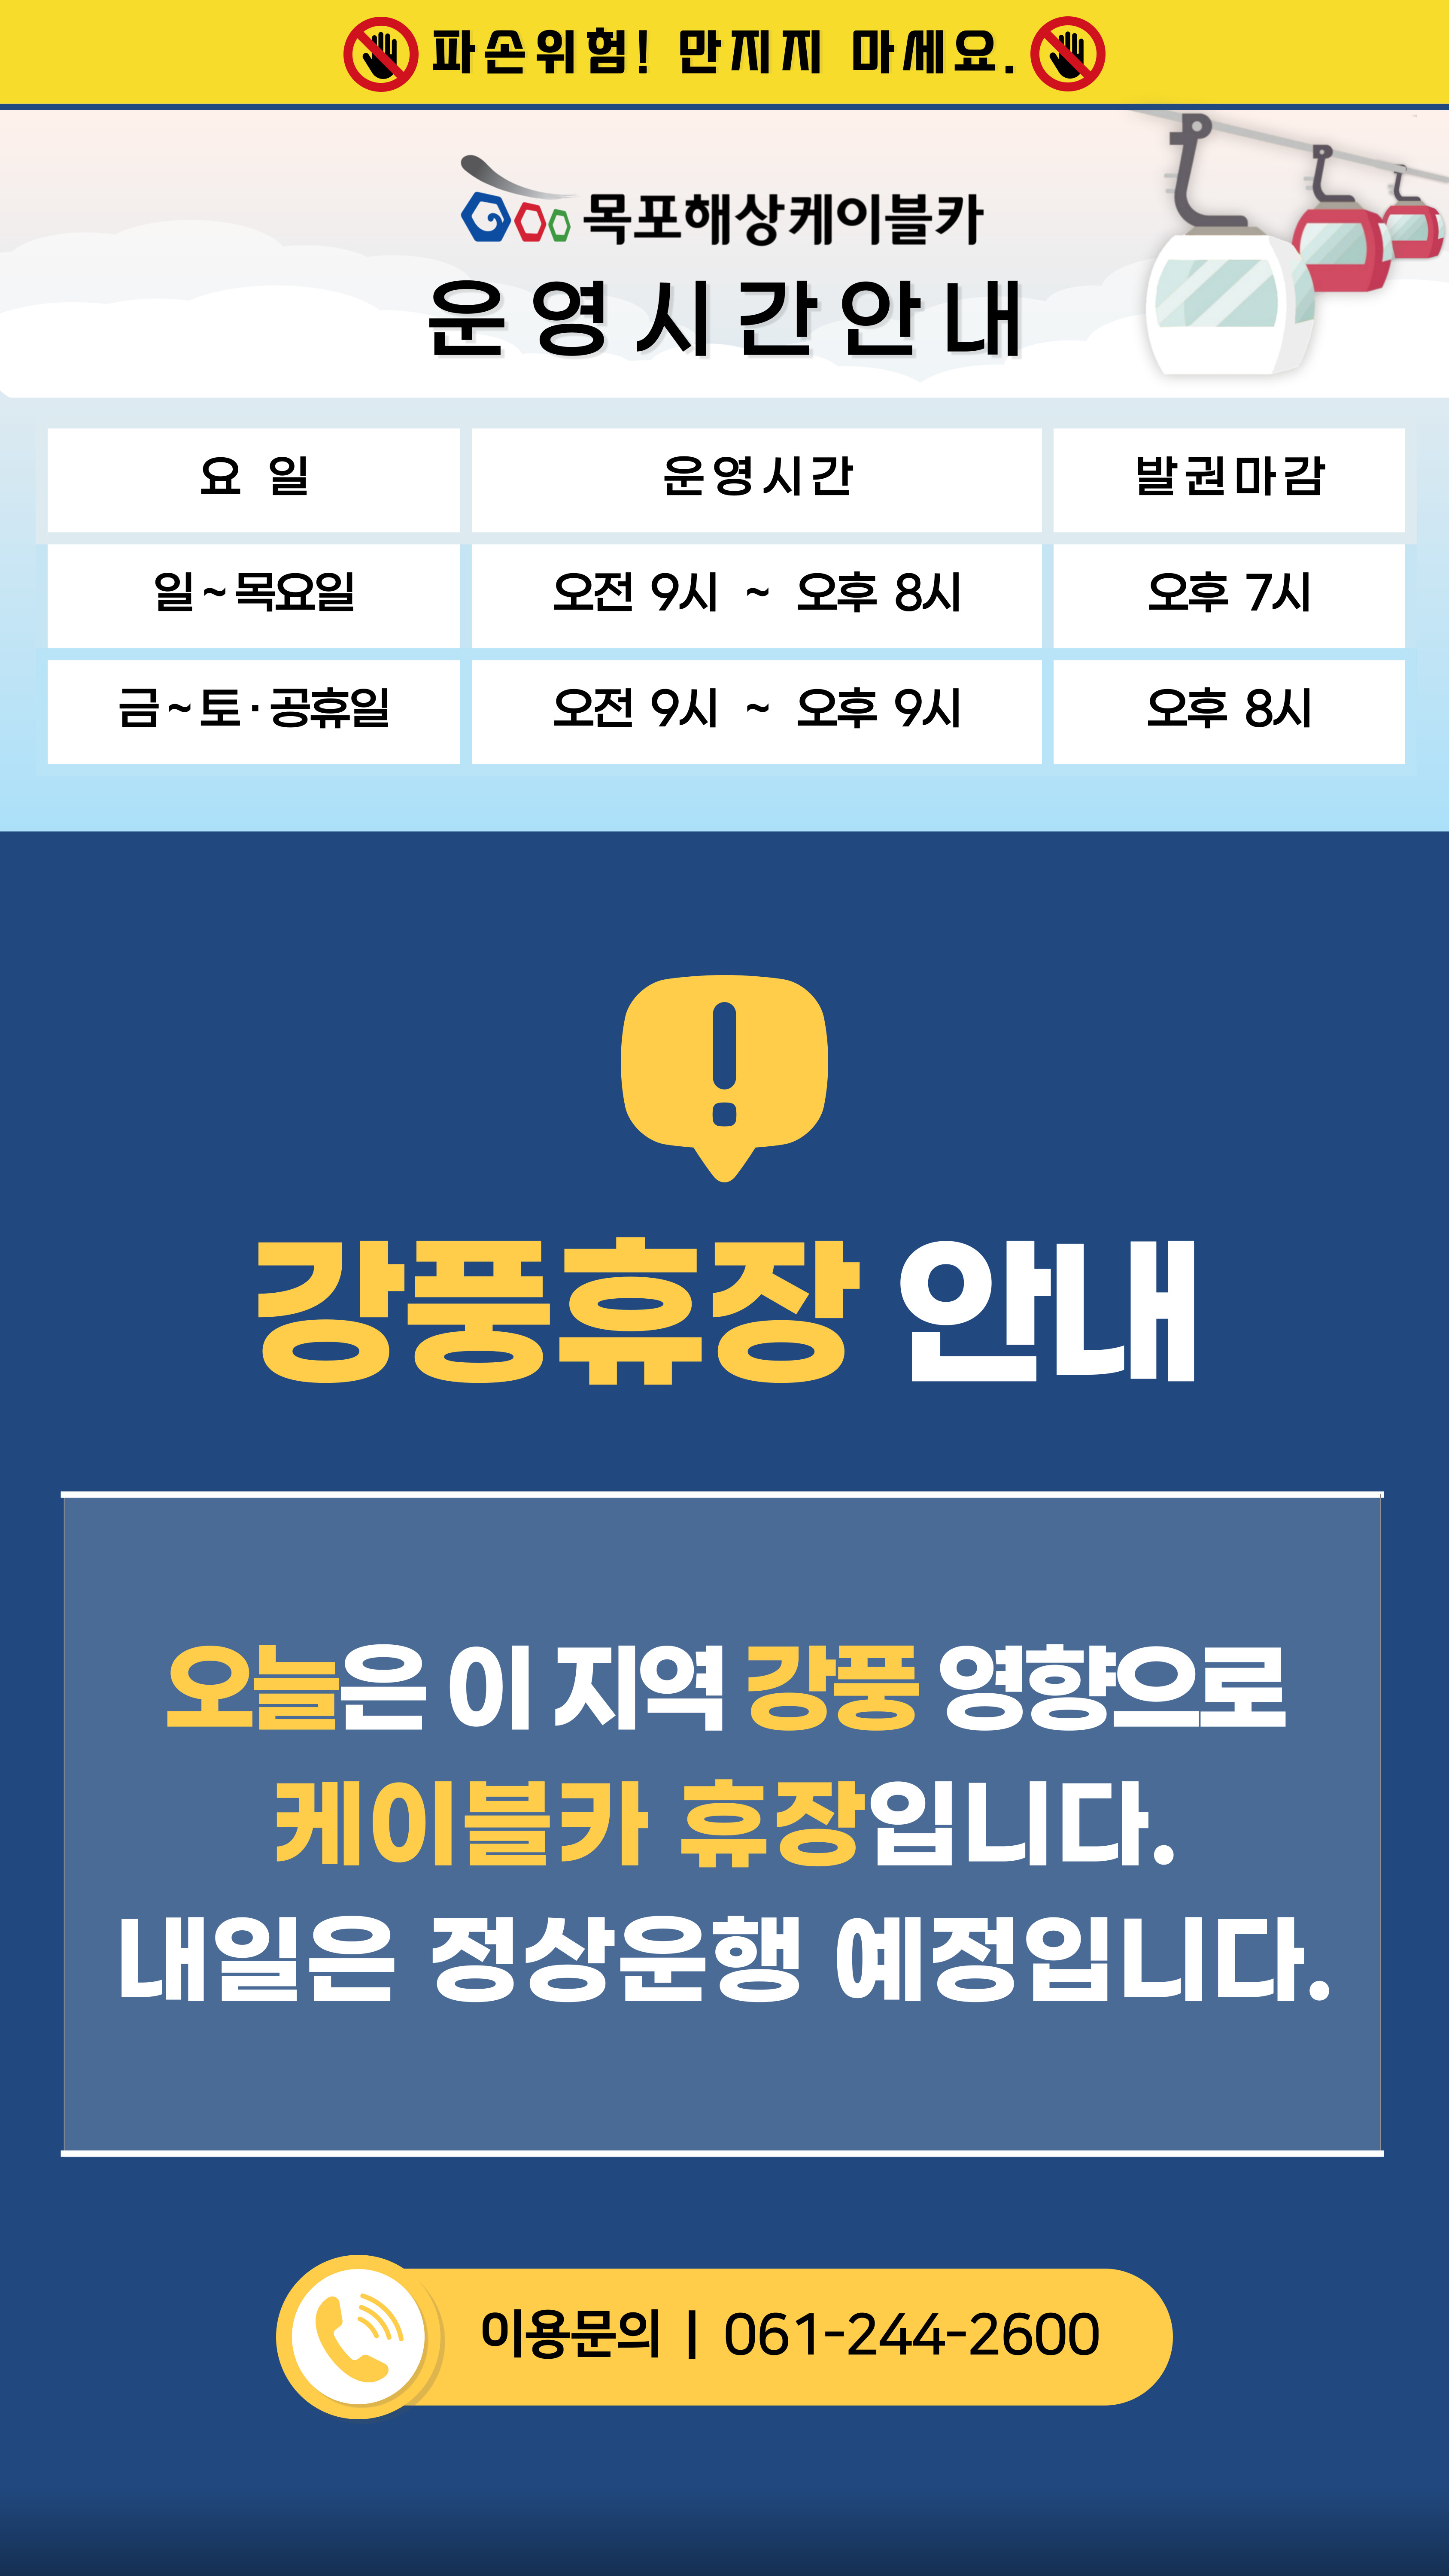 파손위험! 만지지 마세요.
목포해상케이블카
운영시간안내
요 일 운영시간 발권마감
일~목요일 오전 9시 ~ 오후 8시 오후 7시
금~토·공휴일 오전 9시 ~ 오후 9시 오후 8시
강풍휴장 안내
오늘은 이 지역 강풍 영향으로
케이블카 휴장입니다.
내일은 정상운행 예정입니다.
이용문의 | 061-244-2600